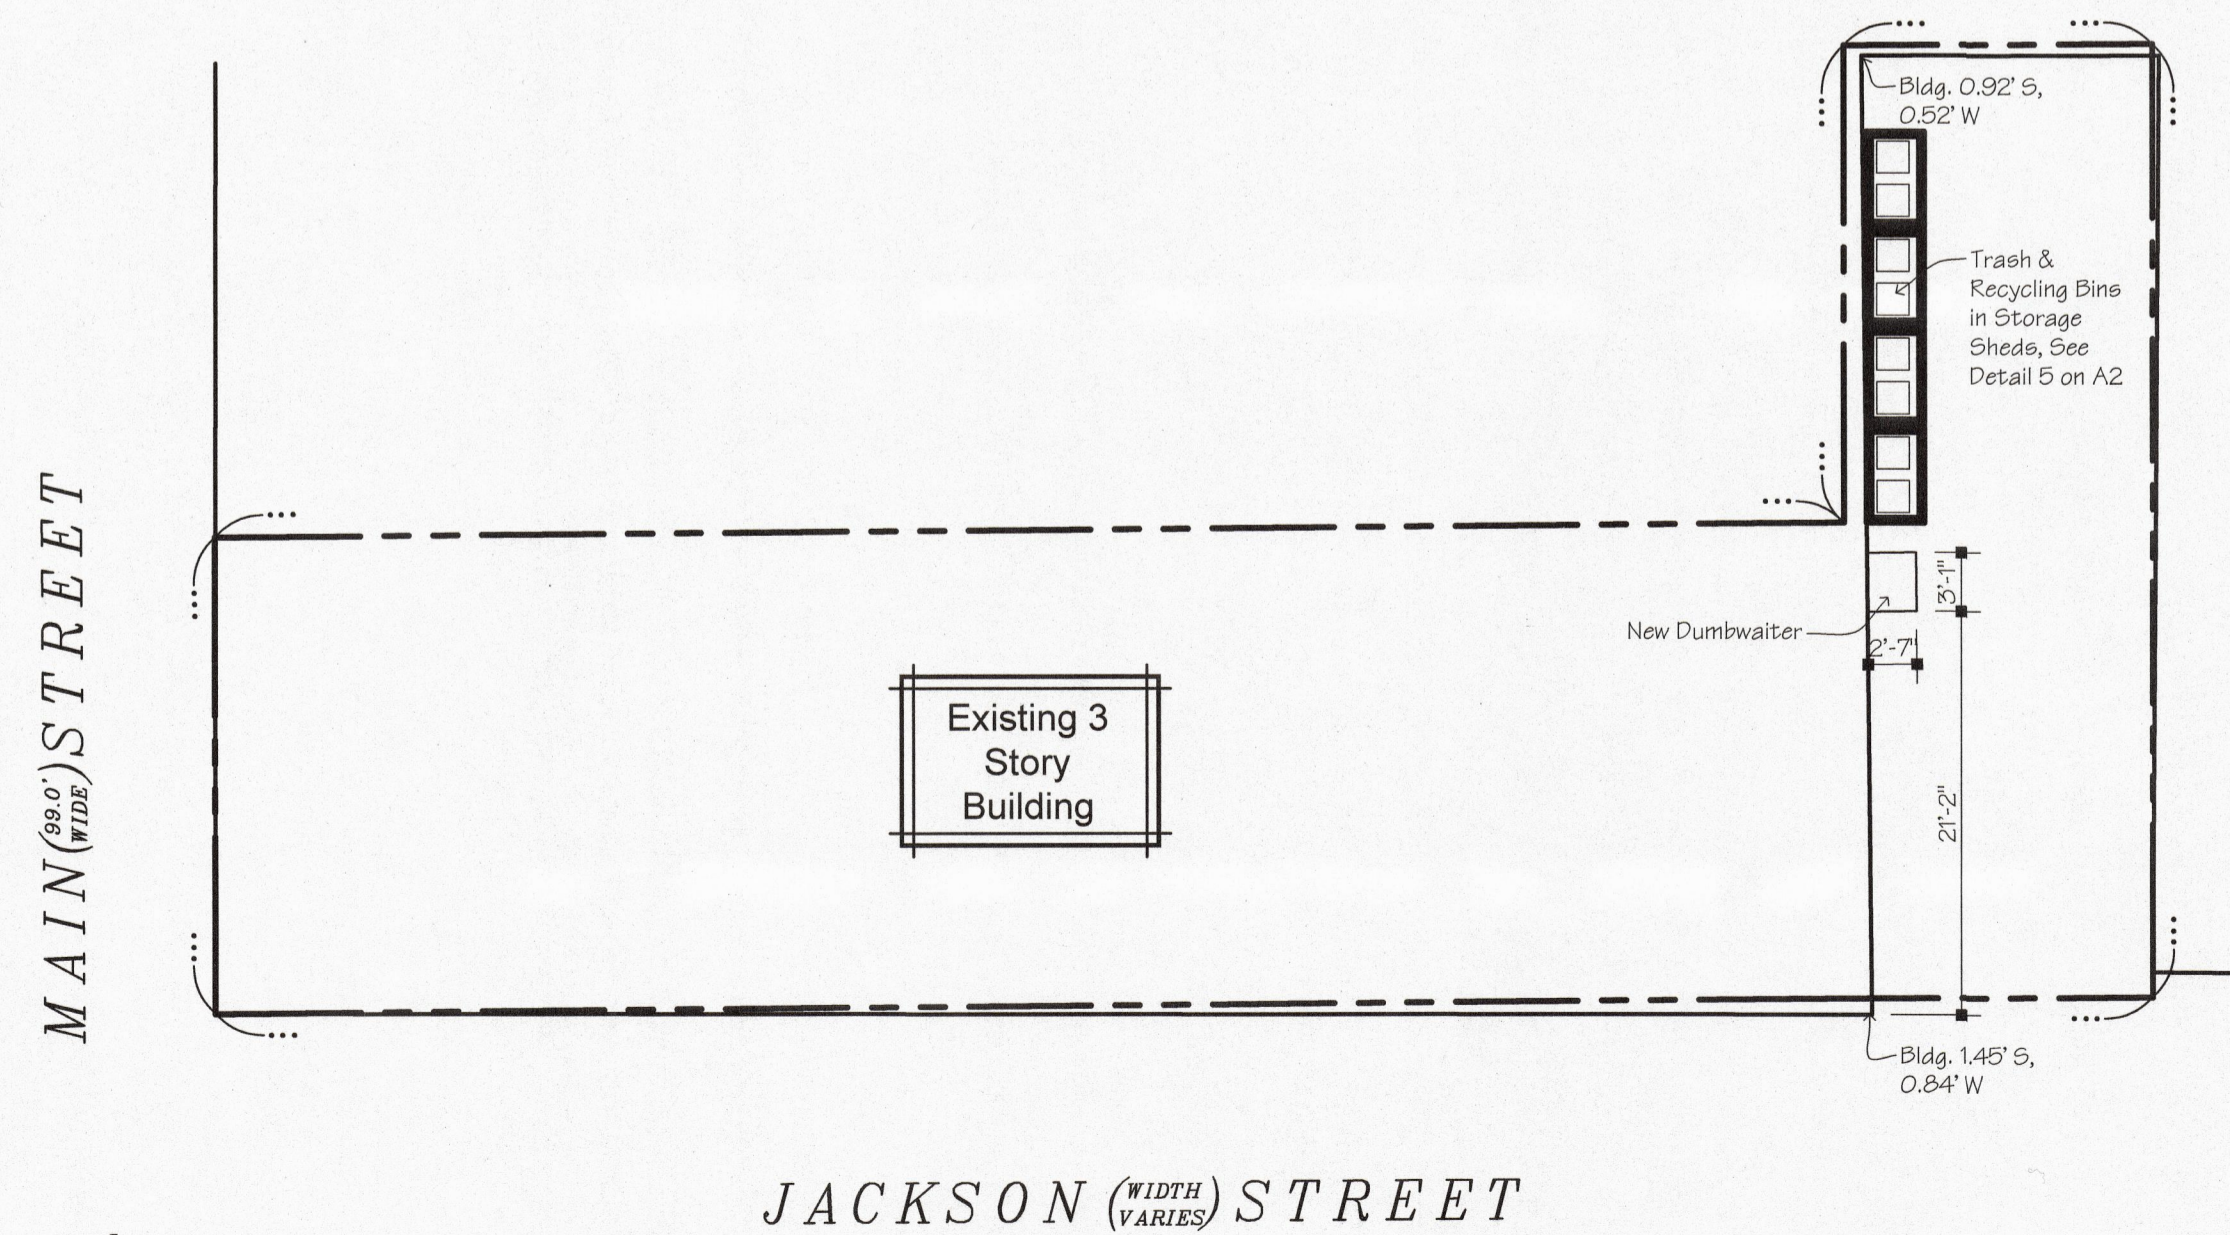 Bldg. 0.92' S,
0.52' W
Trash &
Recycling Bins
in Storage
Sheds, See
Detail 5 on A2
3'-1"
New Dumbwaiter
2'-7"
Existing 3
Story
Building
21'-2"
MAIN (99.0' WIDE) STREET
Bldg. 1.45' S,
0.84' W
JACKSON (WIDTH VARIES) STREET